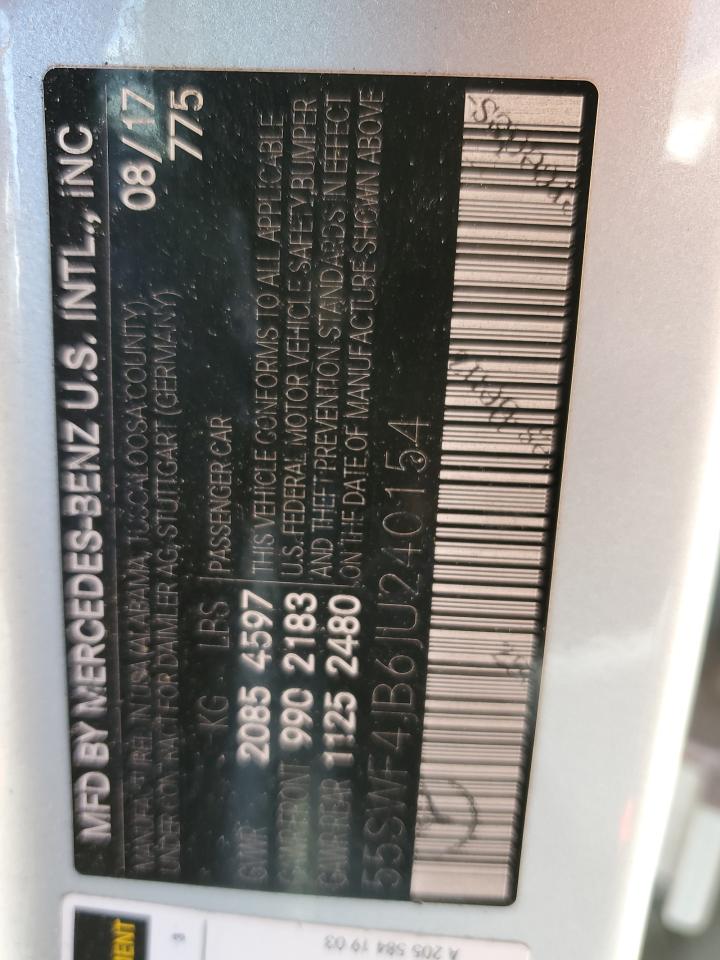 MFD BY MERCEDES-BENZ U.S. INTL., INC
MANUFACTURED IN USA/ALABAMA, TUSCALOOSA COUNTY)
UNDER CONTRACT FOR DAIMLER AG-STUTTGART (GERMANY)
08/17
775
KG LBS
GVWR 2085 4597
GAWR FRONT 990 2183
GAWR REAR 1125 2480
PASSENGER CAR
THIS VEHICLE CONFORMS TO ALL APPLICABLE
U.S. FEDERAL MOTOR VEHICLE SAFETY, BUMPER
AND THEFT PREVENTION STANDARDS IN EFFECT
ON THE DATE OF MANUFACTURE SHOWN ABOVE
55SWF4JB6JU240154
A 205 584 19 03